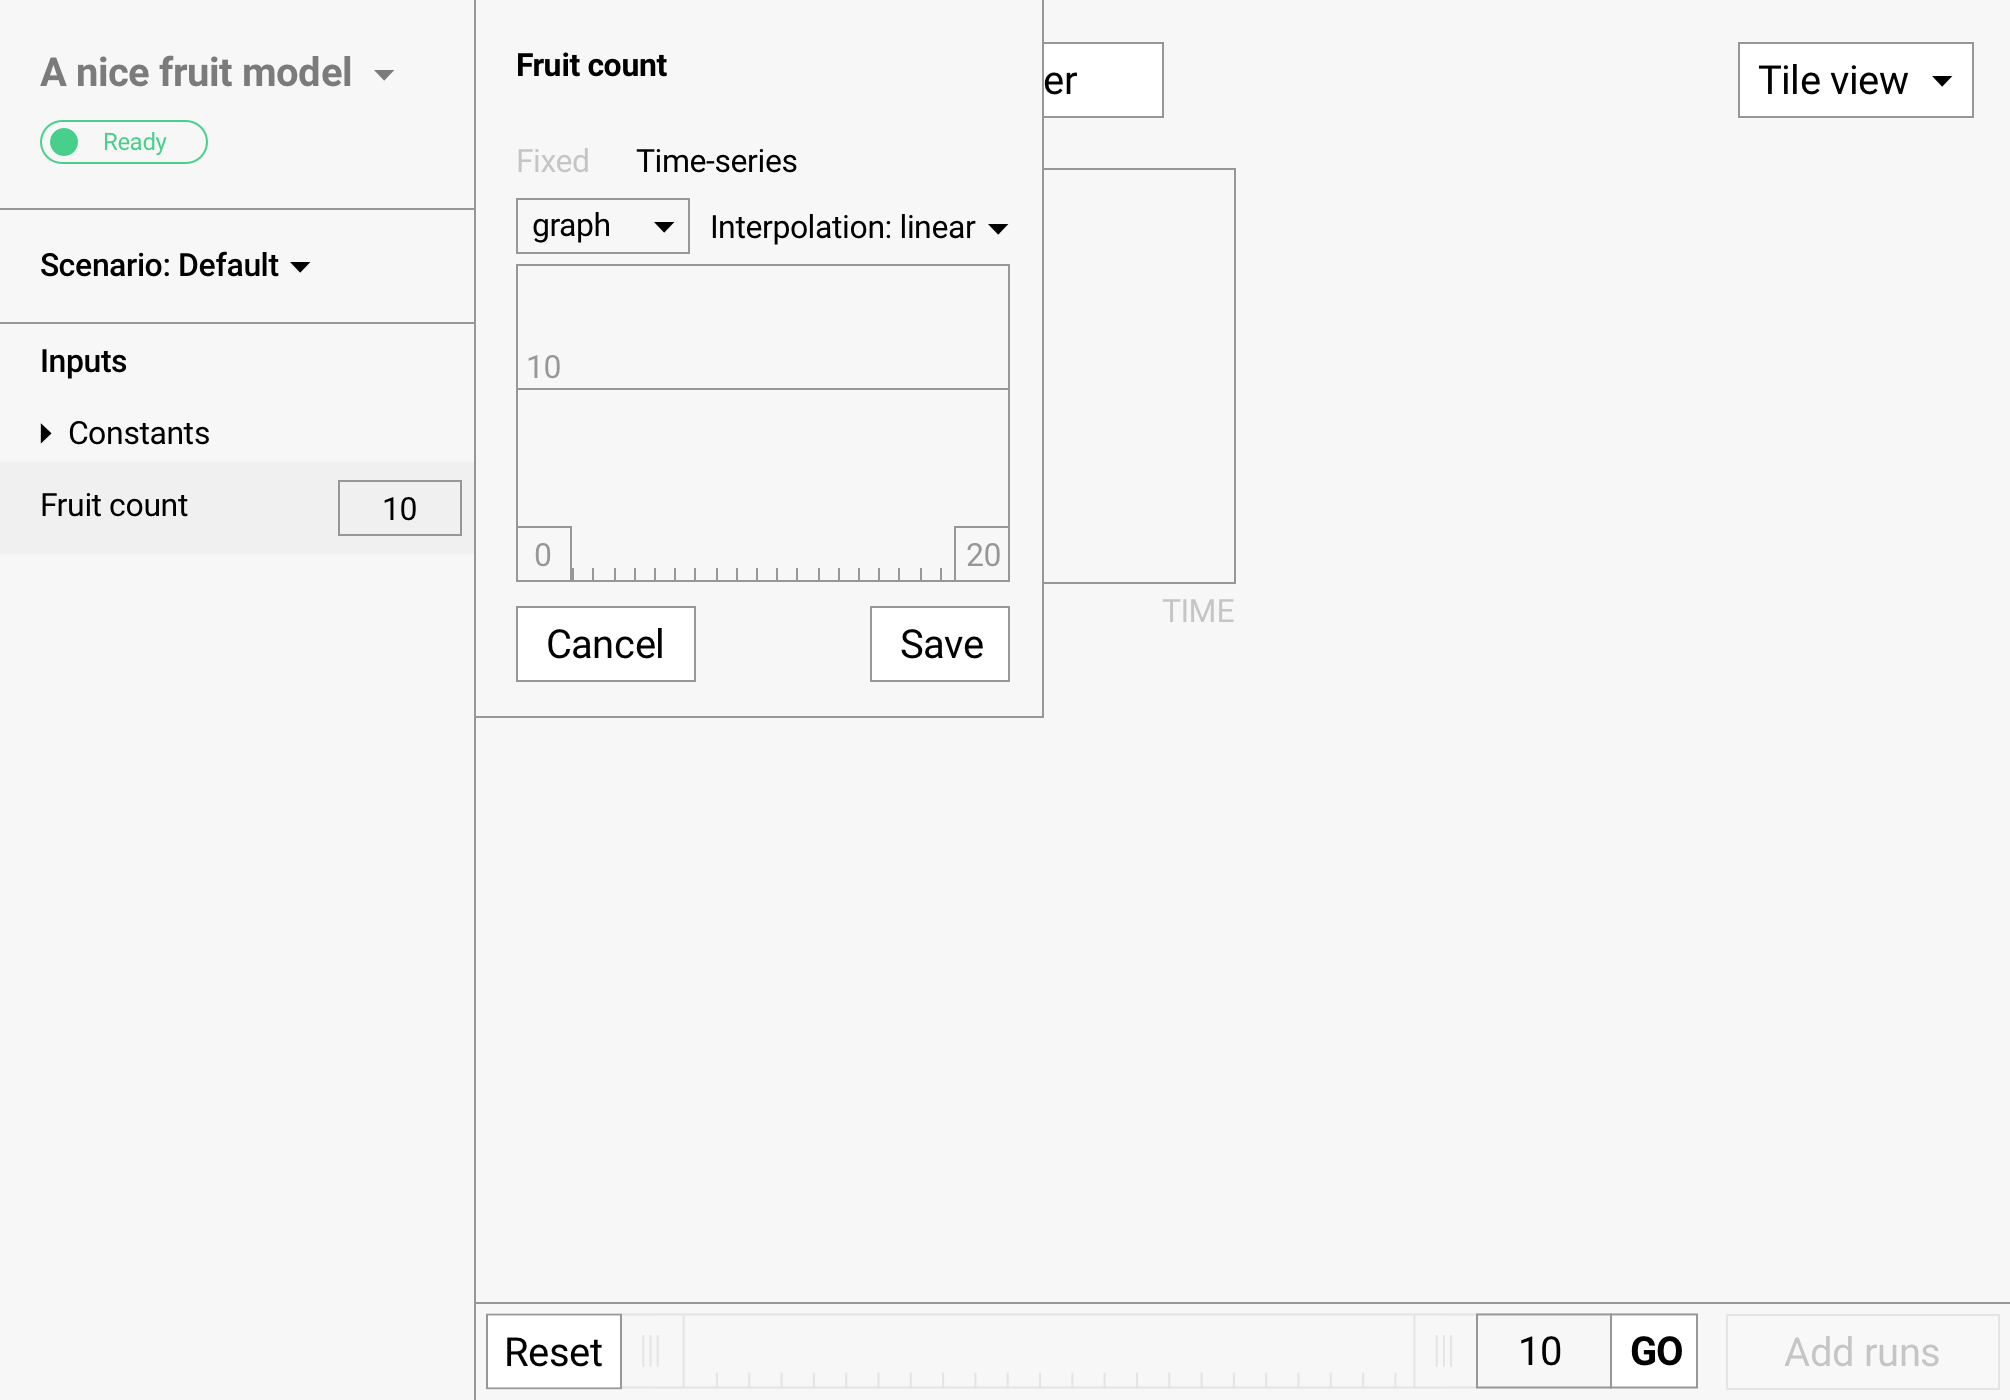 A nice fruit model
Ready
Scenario: Default
Inputs
Constants
Fruit count
10
Fruit count
Fixed
Time-series
graph
Interpolation: linear
10
0
20
Cancel
Save
er
Tile view
TIME
Reset
10
GO
Add runs